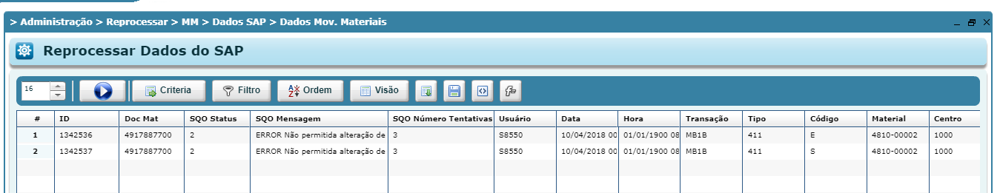 > Administração > Reprocessar > MM > Dados SAP > Dados Mov. Materiais
Reprocessar Dados do SAP
16 Criteria Filtro Ordem Visão
# ID Doc Mat SQO Status SQO Mensagem SQO Número Tentativas Usuário Data Hora Transação Tipo Código Material Centro
1 1342536 4917887700 2 ERROR Não permitida alteração de 3 S8550 10/04/2018 00 01/01/1900 08 MB1B 411 E 4810-00002 1000
2 1342537 4917887700 2 ERROR Não permitida alteração de 3 S8550 10/04/2018 00 01/01/1900 08 MB1B 411 S 4810-00002 1000